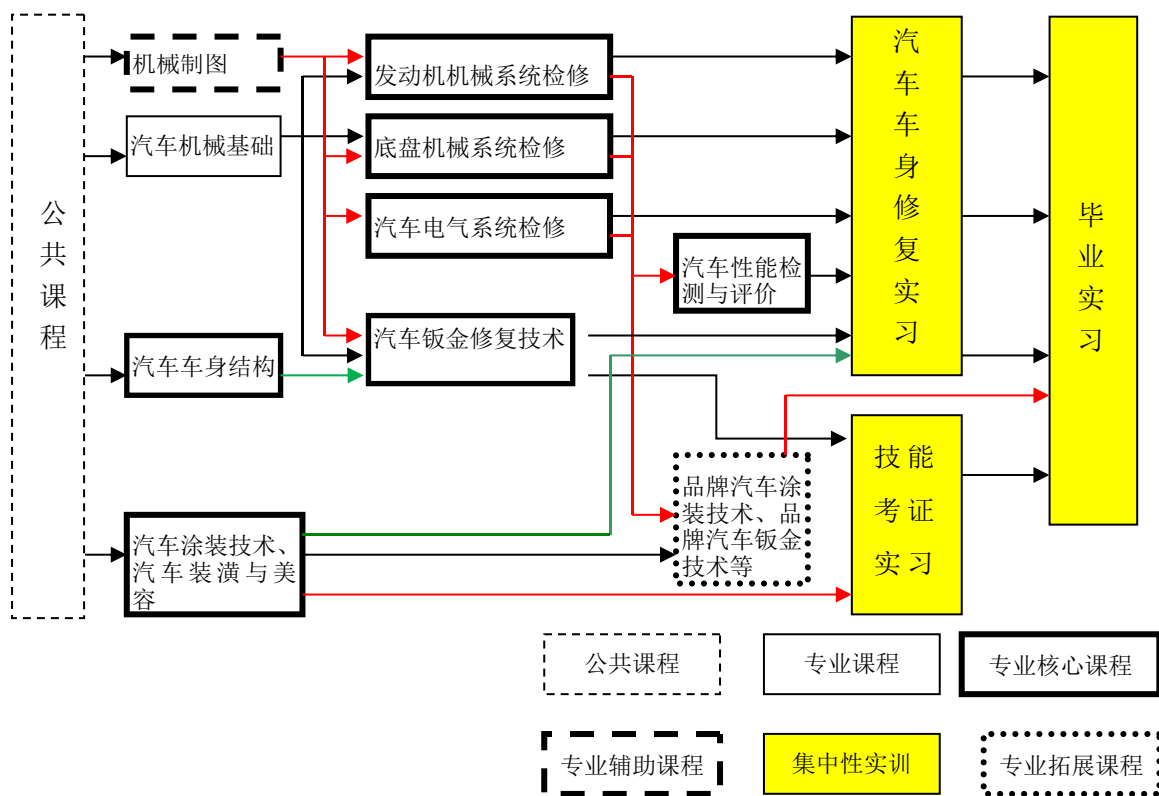 公共课程
机械制图
汽车机械基础
汽车车身结构
汽车涂装技术、
汽车装潢与美
容
发动机机械系统检修
底盘机械系统检修
汽车电气系统检修
汽车钣金修复技术
汽车性能检
测与评价
品牌汽车涂
装技术、品
牌汽车钣金
技术等
汽车车身修复实习
技能
考证
实习
毕业实习
公共课程
专业课程
专业核心课程
专业辅助课程
集中性实训
专业拓展课程